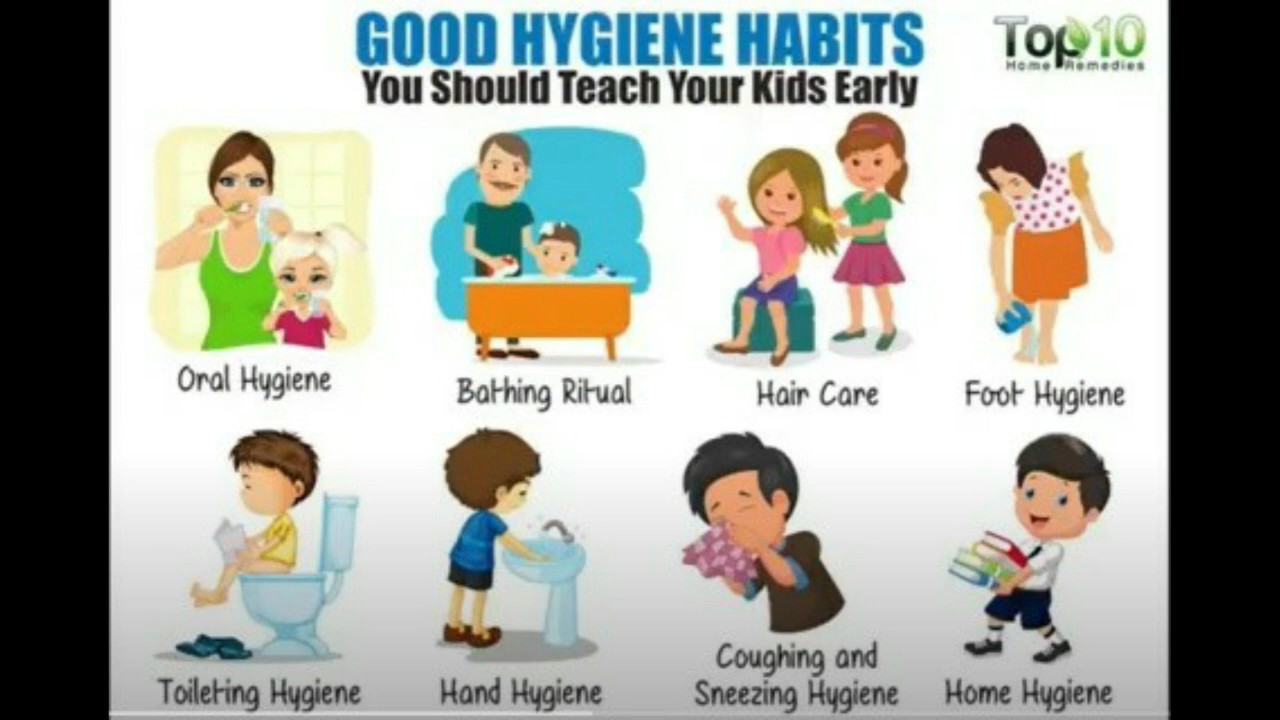 GOOD HYGIENE HABITS
You Should Teach Your Kids Early
Top10
Home Remedies
Oral Hygiene
Bathing Ritual
Hair Care
Foot Hygiene
Toileting Hygiene
Hand Hygiene
Coughing and
Sneezing Hygiene
Home Hygiene